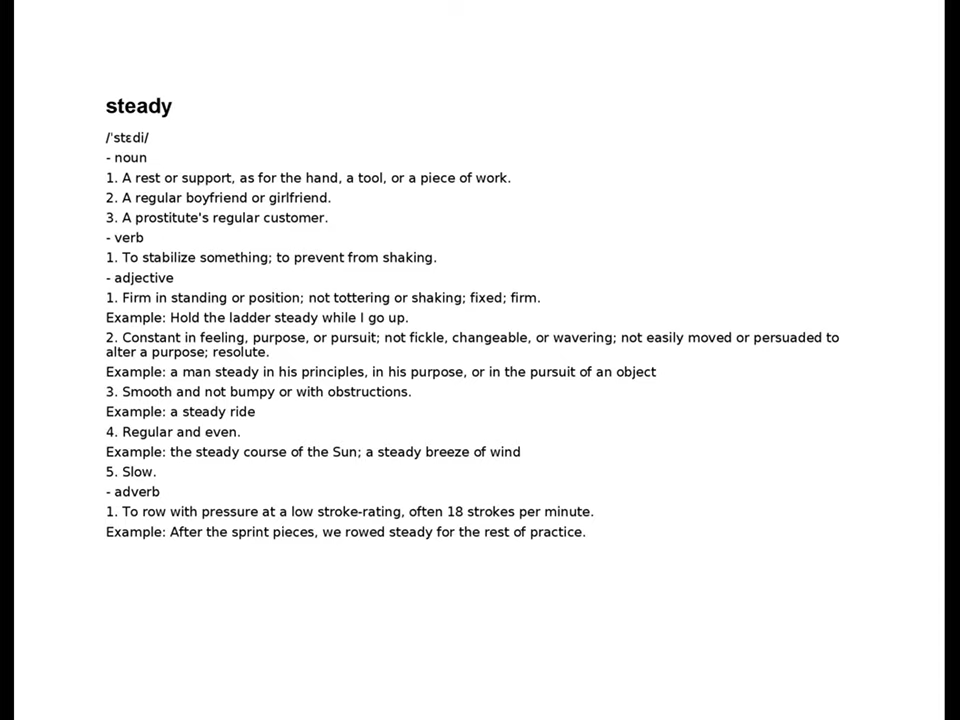 steady
/ˈstɛdi/
- noun
1. A rest or support, as for the hand, a tool, or a piece of work.
2. A regular boyfriend or girlfriend.
3. A prostitute's regular customer.
- verb
1. To stabilize something; to prevent from shaking.
- adjective
1. Firm in standing or position; not tottering or shaking; fixed; firm.
Example: Hold the ladder steady while I go up.
2. Constant in feeling, purpose, or pursuit; not fickle, changeable, or wavering; not easily moved or persuaded to
alter a purpose; resolute.
Example: a man steady in his principles, in his purpose, or in the pursuit of an object
3. Smooth and not bumpy or with obstructions.
Example: a steady ride
4. Regular and even.
Example: the steady course of the Sun; a steady breeze of wind
5. Slow.
- adverb
1. To row with pressure at a low stroke-rating, often 18 strokes per minute.
Example: After the sprint pieces, we rowed steady for the rest of practice.